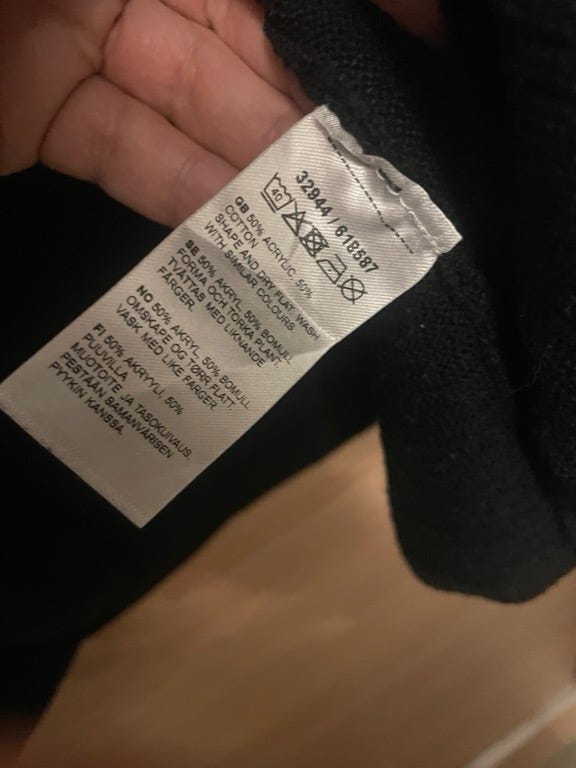 32944 / 618587
40
GB 50% ACRYLIC, 50%
COTTON
SHAPE AND DRY FLAT. WASH
WITH SIMILAR COLOURS.
SE 50% AKRYL, 50% BOMULL
FORMA OCH TORKA PLANT.
TVÄTTAS MED LIKNANDE
FÄRGER.
NO 50% AKRYL, 50% BOMULL
OMSKAPE OG TØRR FLATT.
VASK MED LIKE FARGER.
FI 50% AKRYYLI, 50%
PUUVILLA
MUOTOITE JA TASOKUIVAUS.
PESTÄÄN SAMANVÄRISEN
PYYKIN KANSSA.